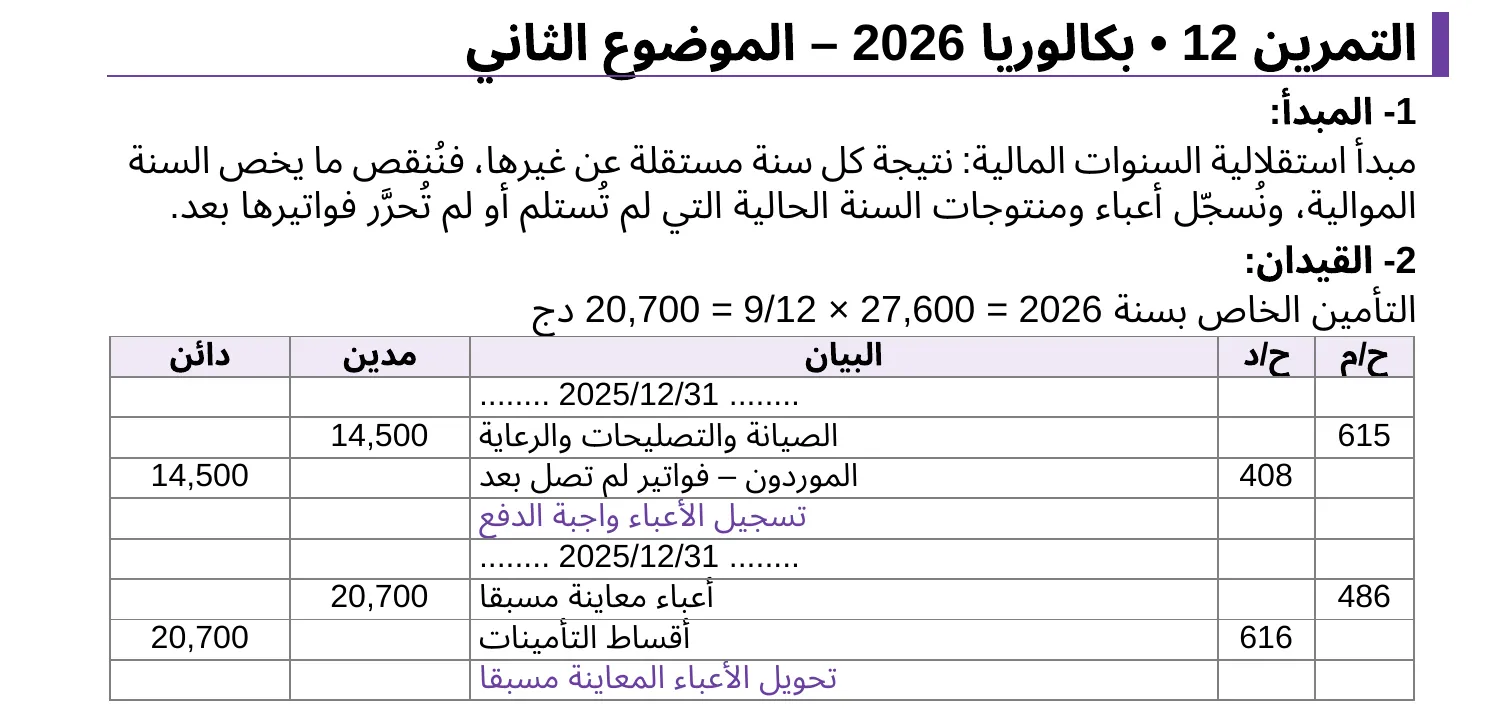 التمرين 12 • بكالوريا 2026 – الموضوع الثاني
1- المبدأ:
مبدأ استقلالية السنوات المالية: نتيجة كل سنة مستقلة عن غيرها، فنُنقص ما يخص السنة
الموالية، ونُسجّل أعباء ومنتوجات السنة الحالية التي لم تُستلم أو لم تُحرَّر فواتيرها بعد.
2- القيدان:
التأمين الخاص بسنة 2026 = 27,600 × 9/12 = 20,700 دج
ح/م ح/د البيان مدين دائن
........ 2025/12/31 ........
615 الصيانة والتصليحات والرعاية 14,500
408 الموردون – فواتير لم تصل بعد 14,500
تسجيل الأعباء واجبة الدفع
........ 2025/12/31 ........
486 أعباء معاينة مسبقا 20,700
616 أقساط التأمينات 20,700
تحويل الأعباء المعاينة مسبقا